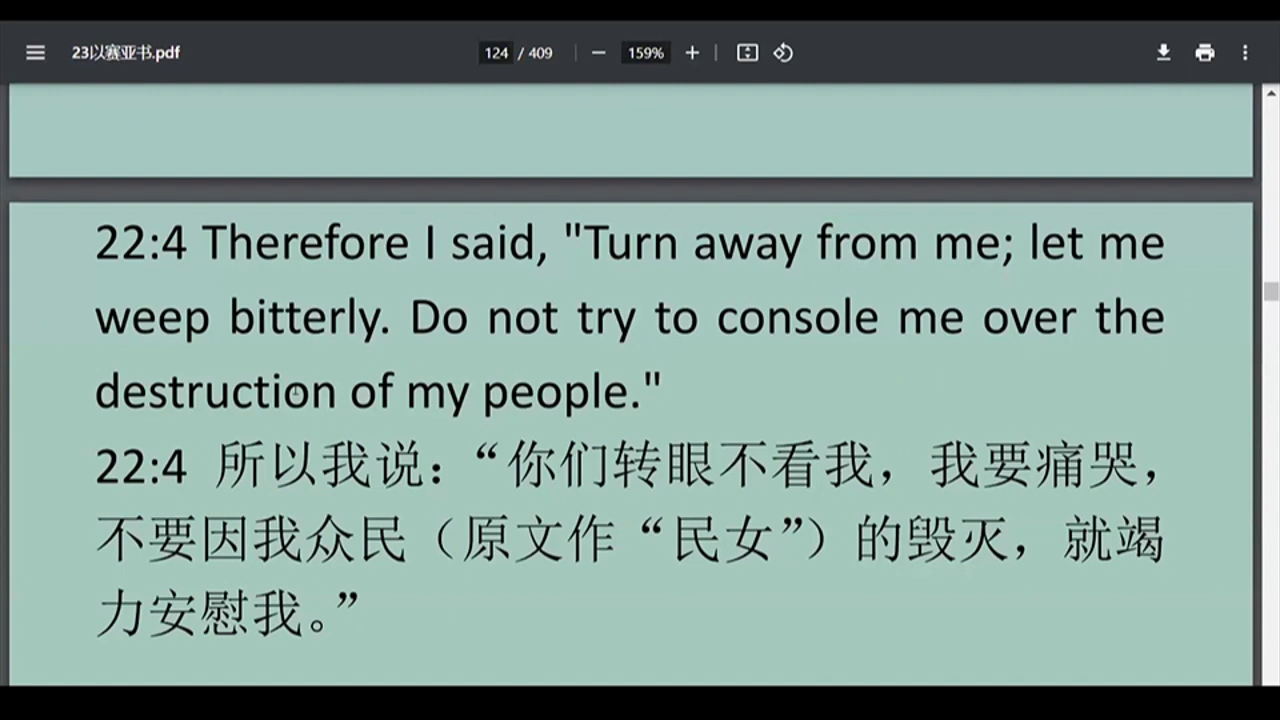 23以赛亚书.pdf
124 / 409
159%
22:4 Therefore I said, "Turn away from me; let me
weep bitterly. Do not try to console me over the
destruction of my people."
22:4 所以我说：“你们转眼不看我，我要痛哭，
不要因我众民（原文作“民女”）的毁灭，就竭
力安慰我。”